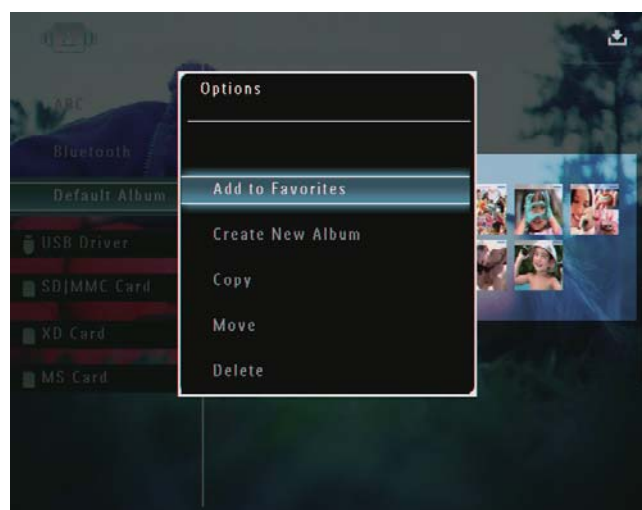 Options
ABC
Bluetooth
Default Album
USB Driver
SD|MMC Card
XD Card
MS Card
Add to Favorites
Create New Album
Copy
Move
Delete